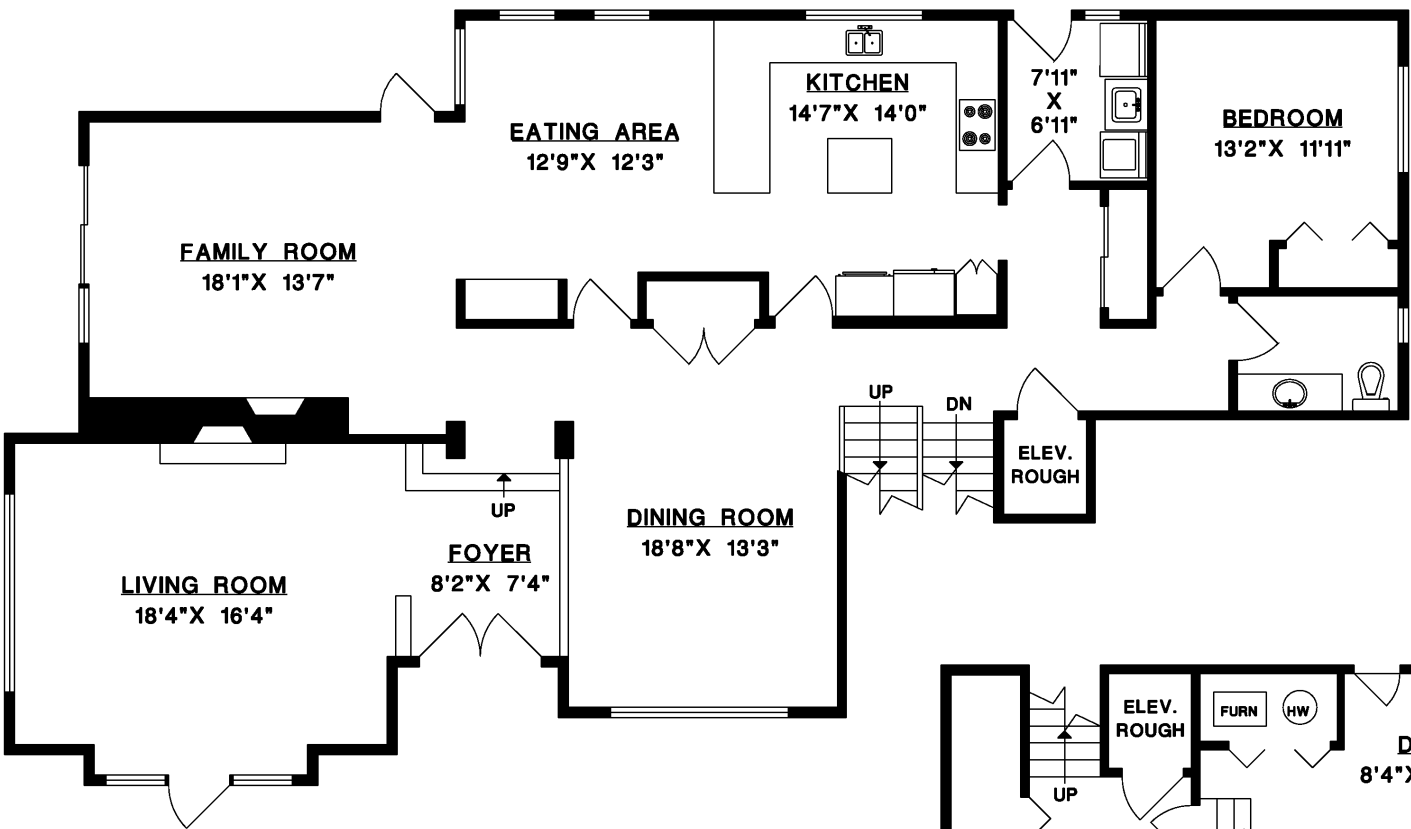 KITCHEN
14'7"X 14'0"
7'11"
X
6'11"
BEDROOM
13'2"X 11'11"
EATING AREA
12'9"X 12'3"
FAMILY ROOM
18'1"X 13'7"
UP
DN
ELEV.
ROUGH
UP
DINING ROOM
18'8"X 13'3"
FOYER
8'2"X 7'4"
LIVING ROOM
18'4"X 16'4"
ELEV.
ROUGH
FURN
HW
UP
D
8'4"X